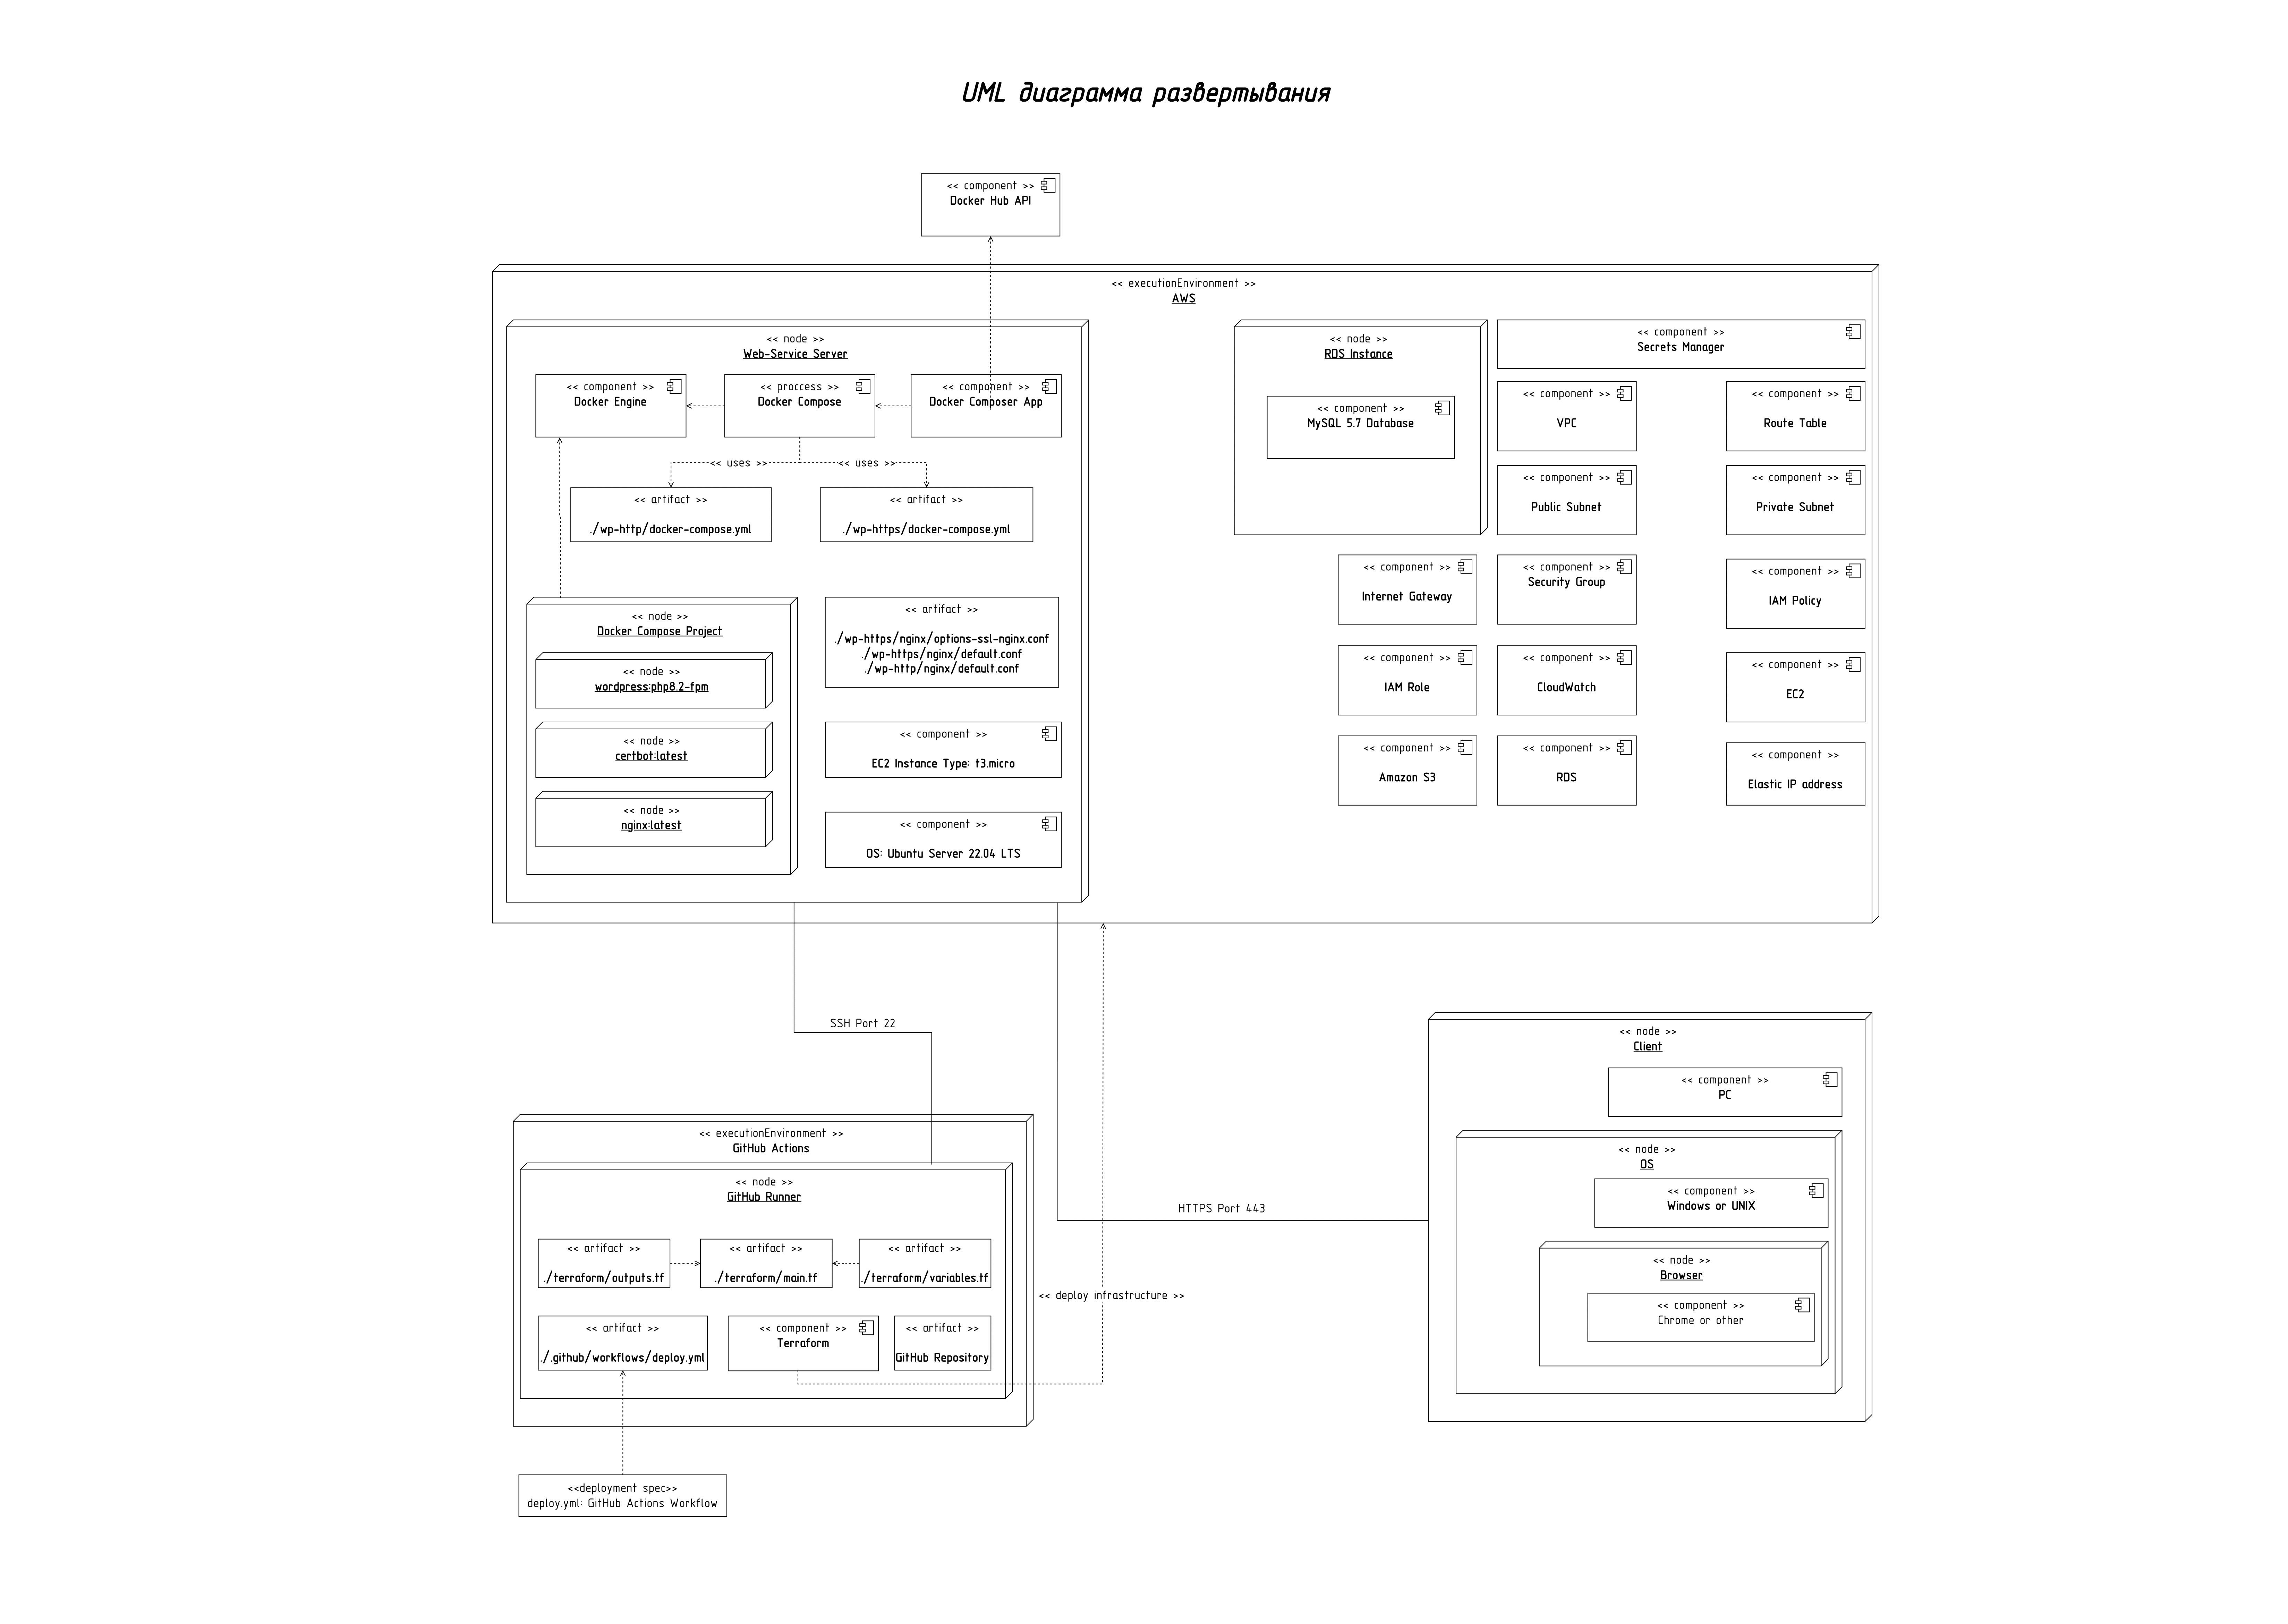 UML диаграмма развертывания
<< component >>
Docker Hub API
<< executionEnvironment >>
AWS
<< node >>
Web-Service Server
<< component >>
Docker Engine
<< proccess >>
Docker Compose
<< component >>
Docker Composer App
<< uses >>
<< uses >>
<< artifact >>
./wp-http/docker-compose.yml
<< artifact >>
./wp-https/docker-compose.yml
<< node >>
Docker Compose Project
<< node >>
wordpress:php8.2-fpm
<< node >>
certbot:latest
<< node >>
nginx:latest
<< artifact >>
./wp-https/nginx/options-ssl-nginx.conf
./wp-https/nginx/default.conf
./wp-http/nginx/default.conf
<< component >>
EC2 Instance Type: t3.micro
<< component >>
OS: Ubuntu Server 22.04 LTS
<< node >>
RDS Instance
<< component >>
MySQL 5.7 Database
<< component >>
Secrets Manager
<< component >>
VPC
<< component >>
Route Table
<< component >>
Public Subnet
<< component >>
Private Subnet
<< component >>
Internet Gateway
<< component >>
Security Group
<< component >>
IAM Policy
<< component >>
IAM Role
<< component >>
CloudWatch
<< component >>
EC2
<< component >>
Amazon S3
<< component >>
RDS
<< component >>
Elastic IP address
SSH Port 22
<< executionEnvironment >>
GitHub Actions
<< node >>
GitHub Runner
<< artifact >>
./terraform/outputs.tf
<< artifact >>
./terraform/main.tf
<< artifact >>
./terraform/variables.tf
<< artifact >>
./.github/workflows/deploy.yml
<< component >>
Terraform
<< artifact >>
GitHub Repository
<<deployment spec>>
deploy.yml: GitHub Actions Workflow
<< deploy infrastructure >>
HTTPS Port 443
<< node >>
Client
<< component >>
PC
<< node >>
OS
<< component >>
Windows or UNIX
<< node >>
Browser
<< component >>
Chrome or other